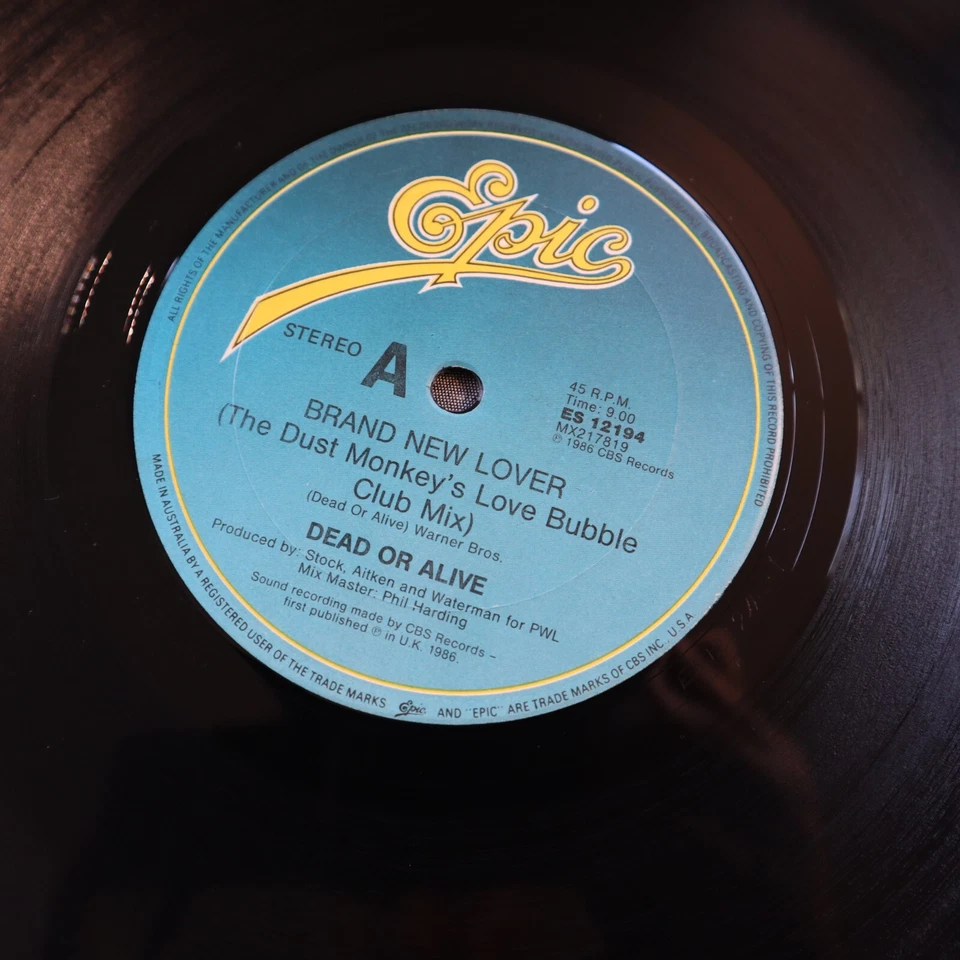 Epic
STEREO A
45 R.P.M.
Time: 9.00
ES 12194
MX217819
℗ 1986 CBS Records
BRAND NEW LOVER
(The Dust Monkey's Love Bubble
Club Mix)
(Dead Or Alive) Warner Bros.
DEAD OR ALIVE
Produced by: Stock, Aitken and Waterman for PWL
Mix Master: Phil Harding
Sound recording made by CBS Records –
first published ℗ in U.K. 1986.
ALL RIGHTS OF THE MANUFACTURER AND OF THE OWNER OF THE RECORDED BROADCASTING AND COPYING OF THIS RECORD PROHIBITED
MADE IN AUSTRALIA BY A REGISTERED USER OF THE TRADE MARKS Epic AND "EPIC" ARE TRADE MARKS OF CBS INC., U.S.A